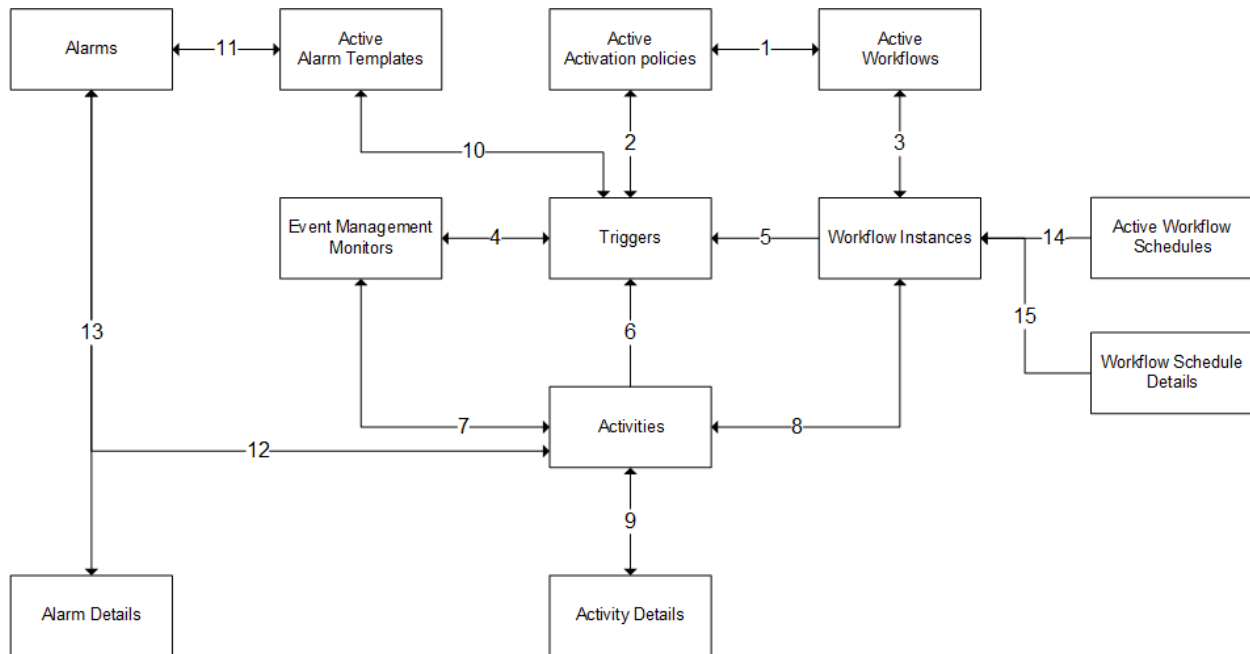 Alarms
11
Active
Alarm Templates
Active
Activation policies
1
Active
Workflows
10
2
3
Event Management
Monitors
4
Triggers
5
Workflow Instances
14
Active Workflow
Schedules
13
6
15
Workflow Schedule
Details
7
Activities
8
12
9
Alarm Details
Activity Details